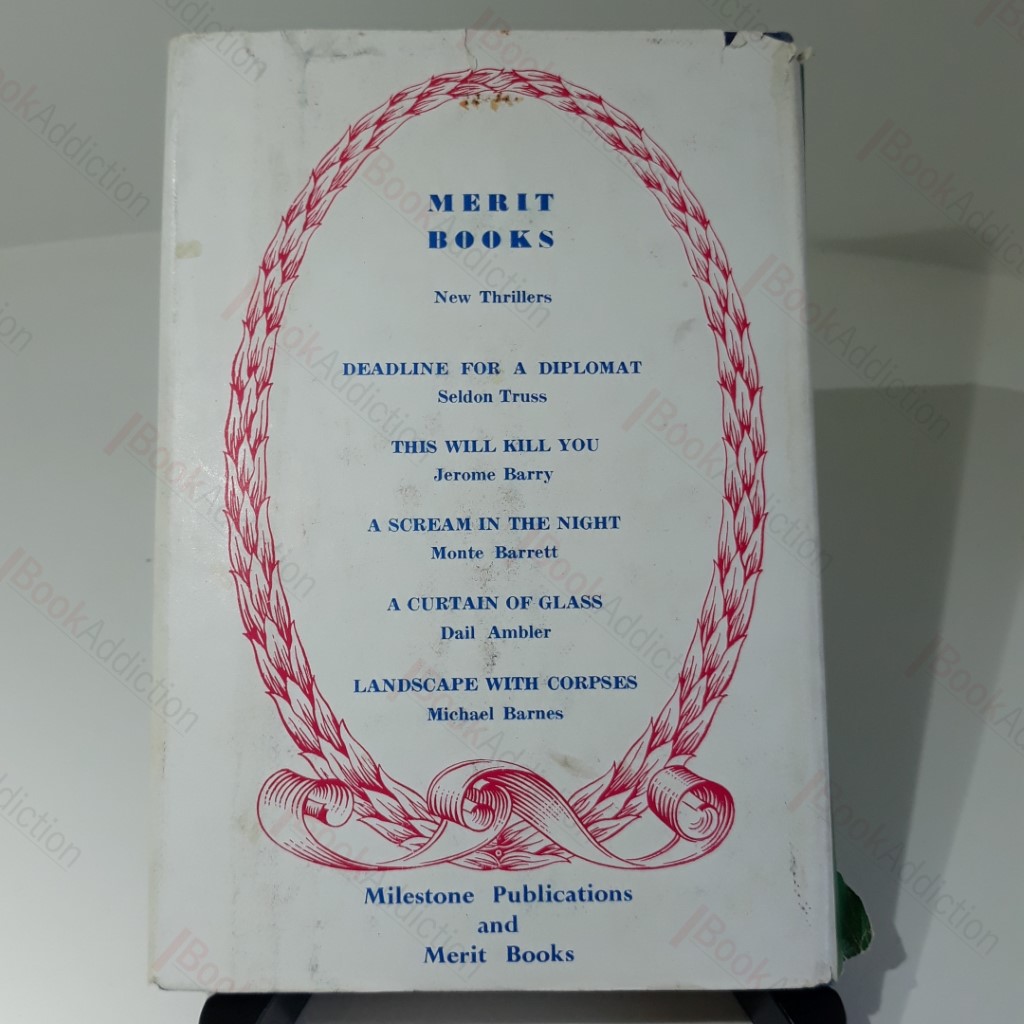 MERIT
BOOKS
New Thrillers
DEADLINE FOR A DIPLOMAT
Seldon Truss
THIS WILL KILL YOU
Jerome Barry
A SCREAM IN THE NIGHT
Monte Barrett
A CURTAIN OF GLASS
Dail Ambler
LANDSCAPE WITH CORPSES
Michael Barnes
Milestone Publications
and
Merit Books
BookAddiction